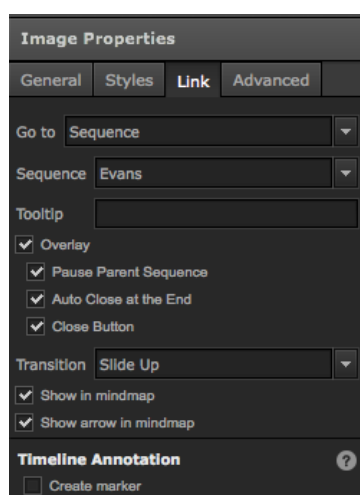 Image Properties
General Styles Link Advanced
Go to Sequence
Sequence Evans
Tooltip
Overlay
Pause Parent Sequence
Auto Close at the End
Close Button
Transition Slide Up
Show in mindmap
Show arrow in mindmap
Timeline Annotation ?
Create marker